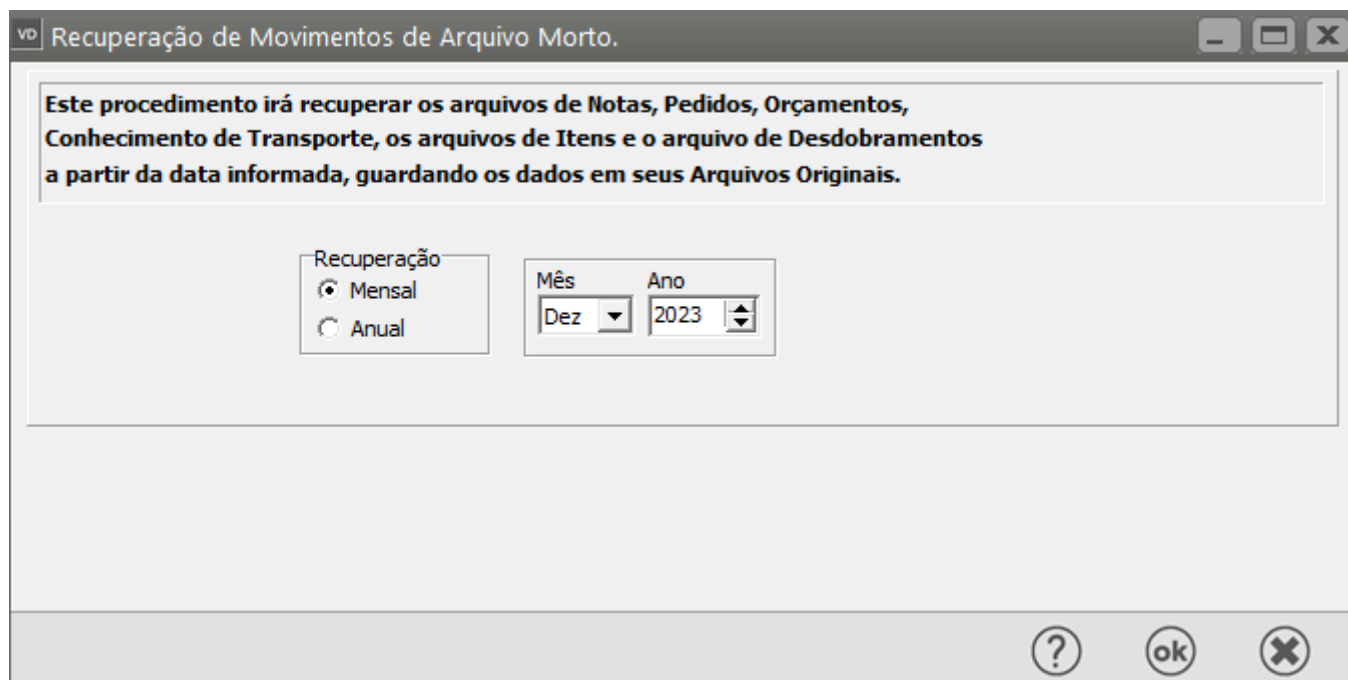 VD Recuperação de Movimentos de Arquivo Morto.
Este procedimento irá recuperar os arquivos de Notas, Pedidos, Orçamentos,
Conhecimento de Transporte, os arquivos de Itens e o arquivo de Desdobramentos
a partir da data informada, guardando os dados em seus Arquivos Originais.
Recuperação
Mensal
Anual
Mês Ano
Dez 2023
? ok